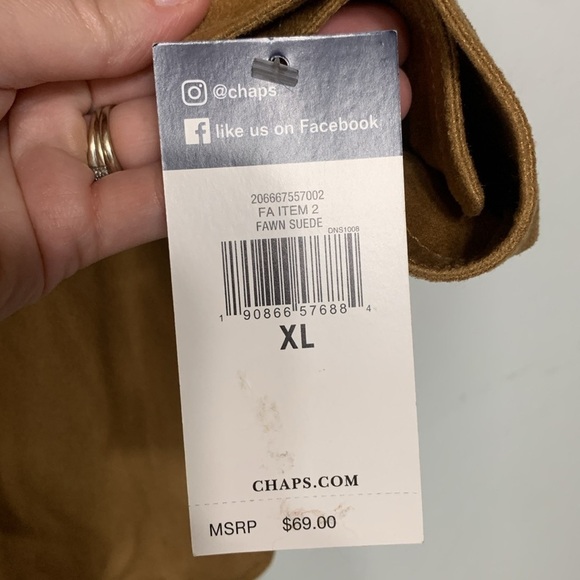 @chaps
like us on Facebook
206667557002
FA ITEM 2
FAWN SUEDE
DNS1008
1 90866 57688 4
XL
CHAPS.COM
MSRP $69.00